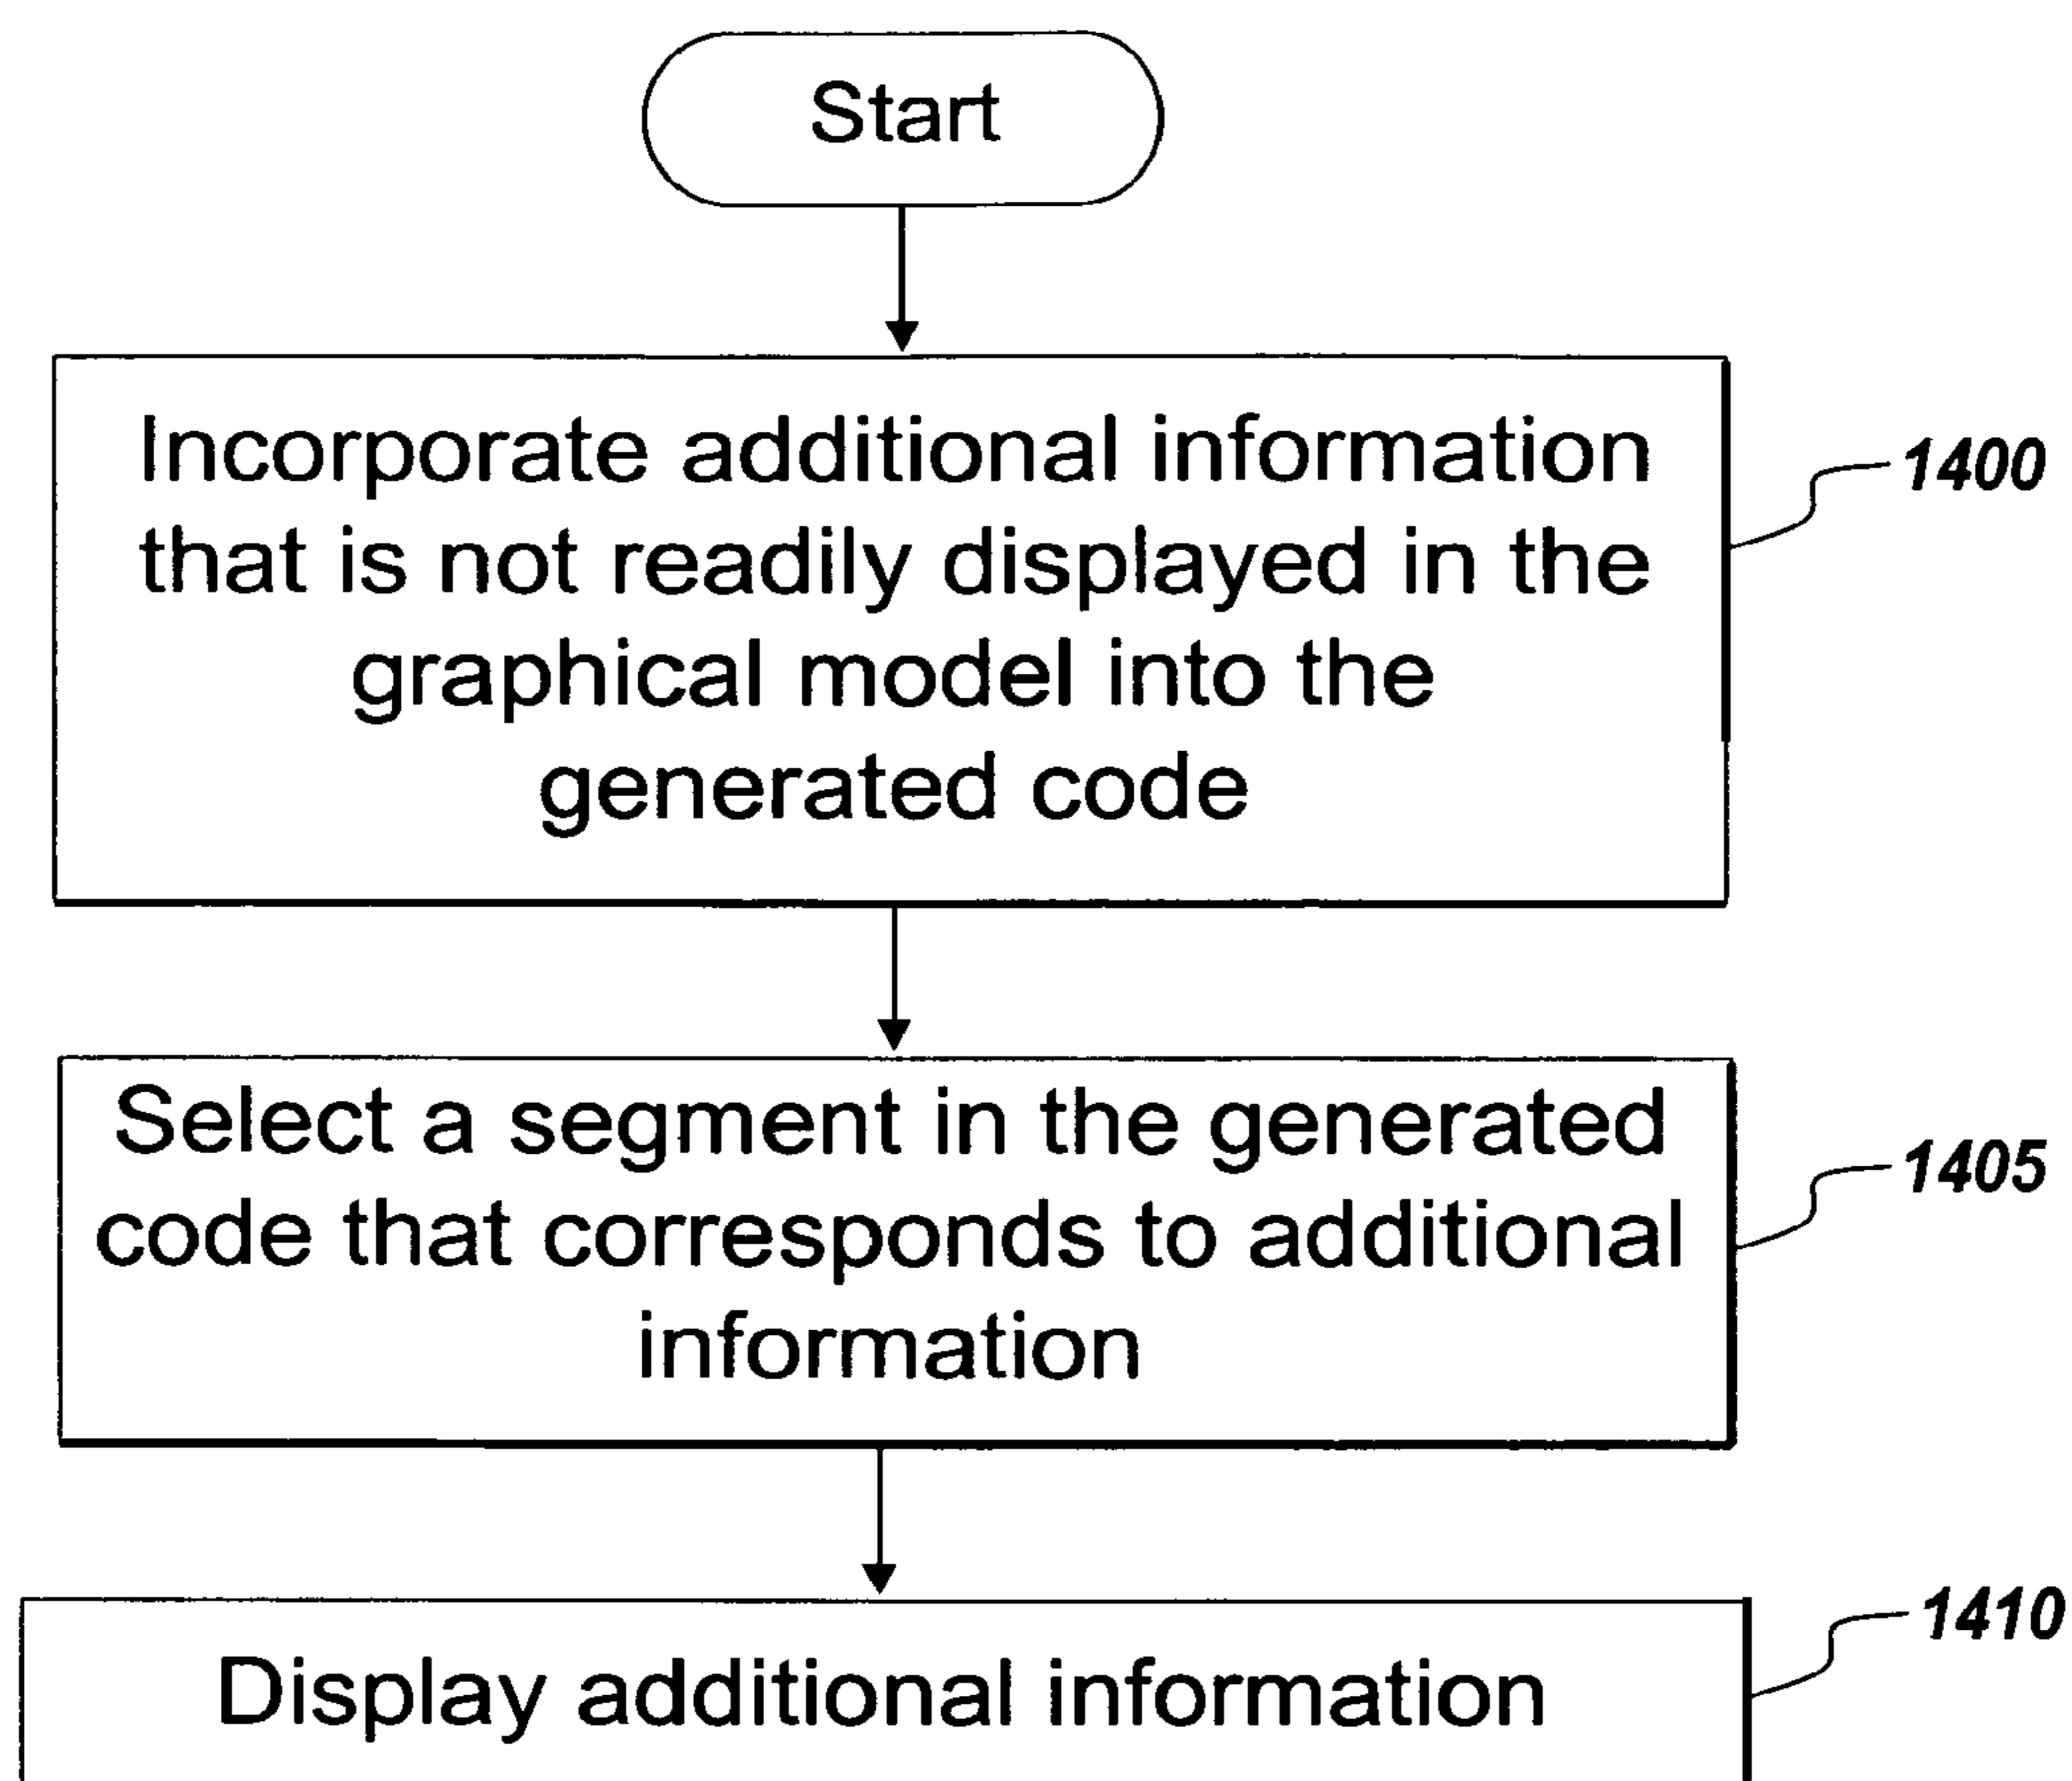 Start
Incorporate additional information
that is not readily displayed in the
graphical model into the
generated code
1400
Select a segment in the generated
code that corresponds to additional
information
1405
Display additional information
1410